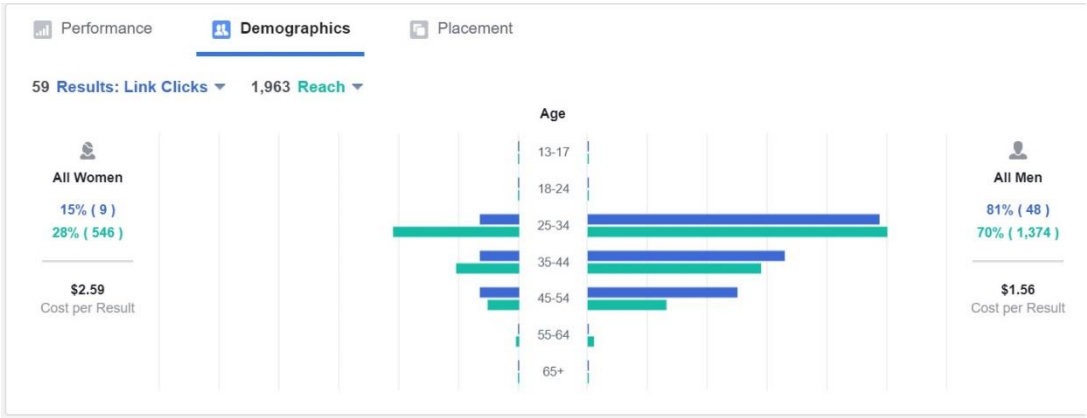 Performance
Demographics
Placement
59 Results: Link Clicks
1,963 Reach
Age
All Women
15% ( 9 )
28% ( 546 )
$2.59
Cost per Result
13-17
18-24
25-34
35-44
45-54
55-64
65+
All Men
81% ( 48 )
70% ( 1,374 )
$1.56
Cost per Result